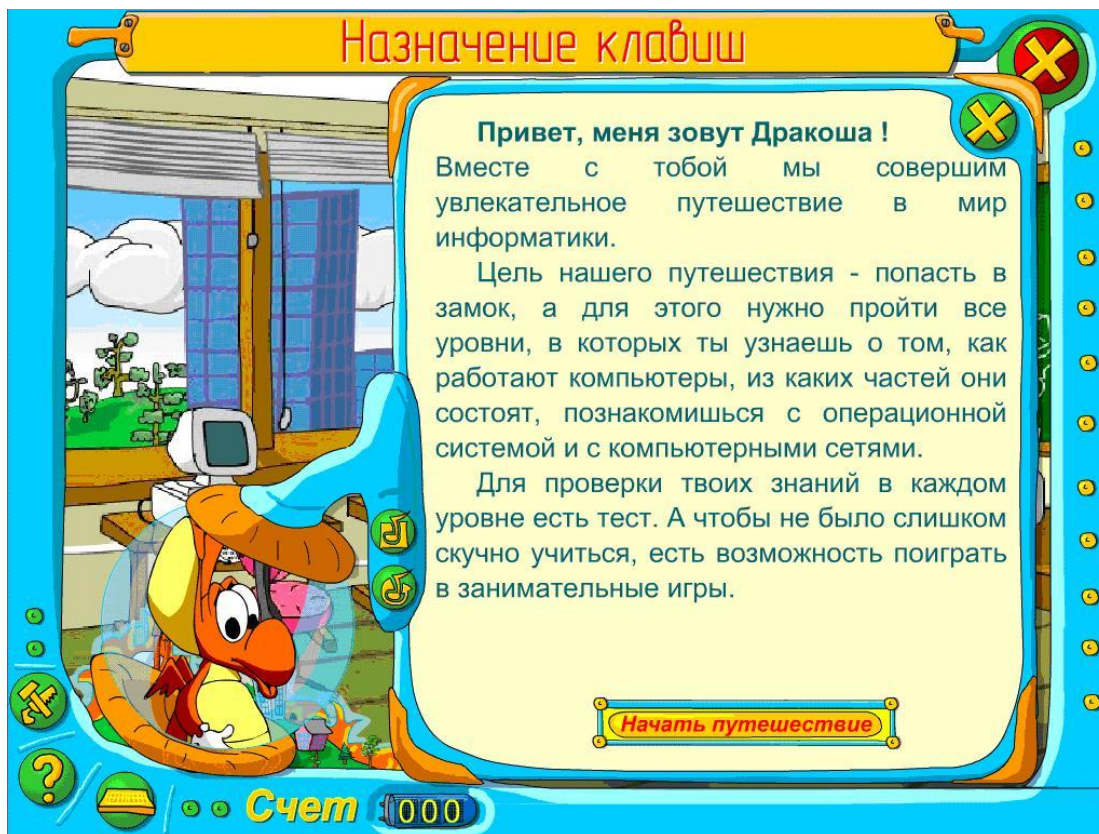 Назначение клавиш
Привет, меня зовут Дракоша !
Вместе с тобой мы совершим
увлекательное путешествие в мир
информатики.
Цель нашего путешествия - попасть в
замок, а для этого нужно пройти все
уровни, в которых ты узнаешь о том, как
работают компьютеры, из каких частей они
состоят, познакомишься с операционной
системой и с компьютерными сетями.
Для проверки твоих знаний в каждом
уровне есть тест. А чтобы не было слишком
скучно учиться, есть возможность поиграть
в занимательные игры.
Начать путешествие
?
Счет 000